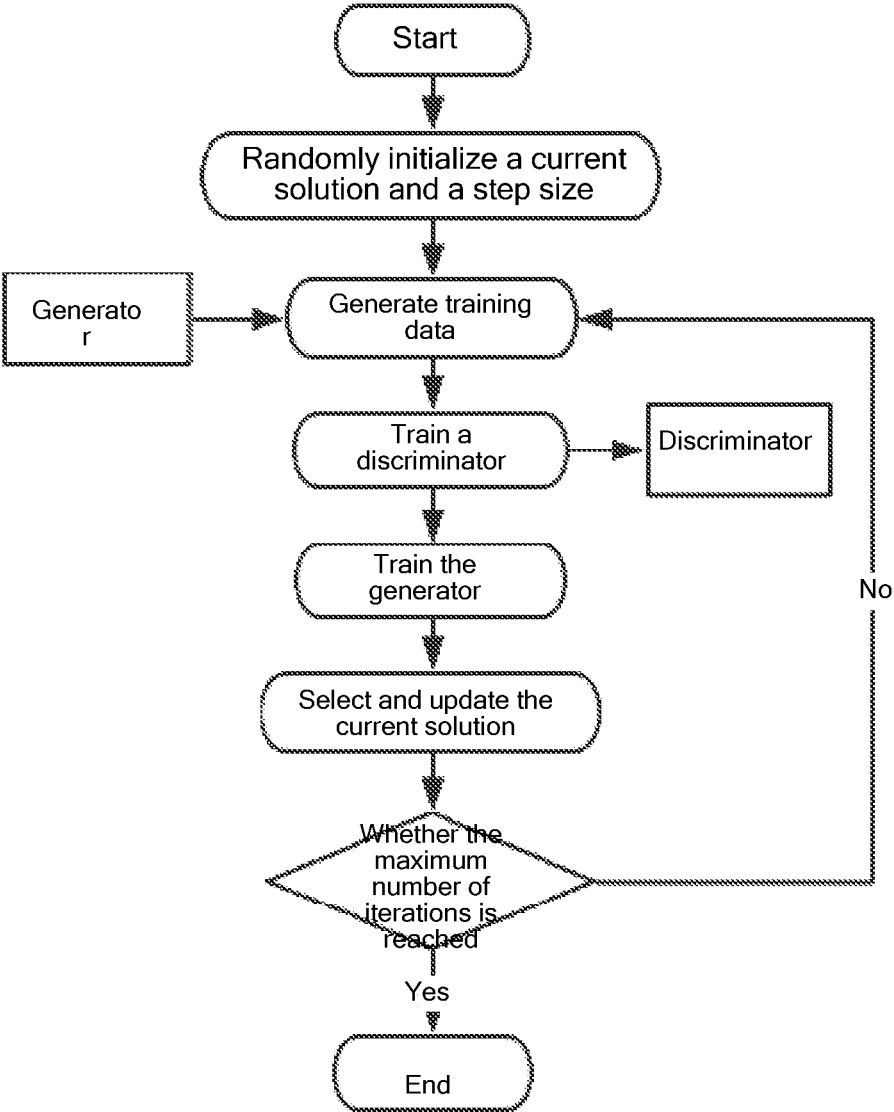 Start
Randomly initialize a current
solution and a step size
Generato
r
Generate training
data
Train a
discriminator
Discriminator
Train the
generator
No
Select and update the
current solution
Whether the
maximum
number of
iterations is
reached
Yes
End